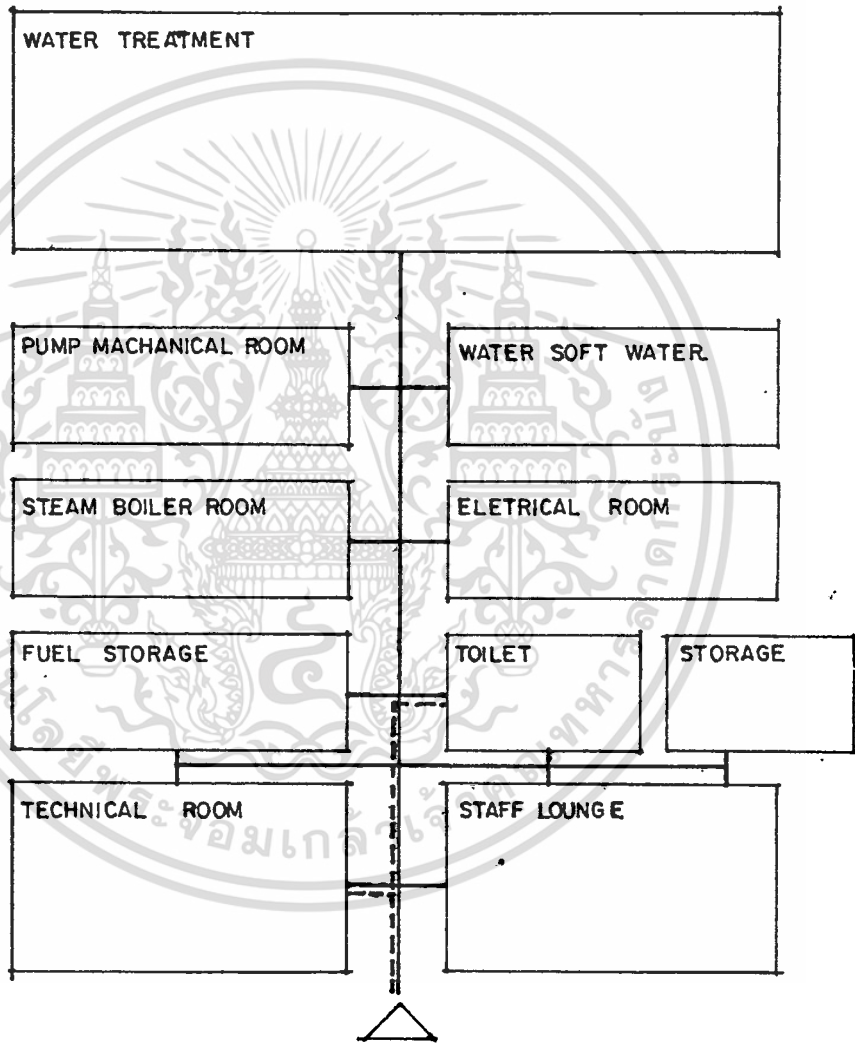 WATER TREATMENT
PUMP MACHANICAL ROOM
WATER SOFT WATER
STEAM BOILER ROOM
ELETRICAL ROOM
FUEL STORAGE
TOILET
STORAGE
TECHNICAL ROOM
STAFF LOUNGE